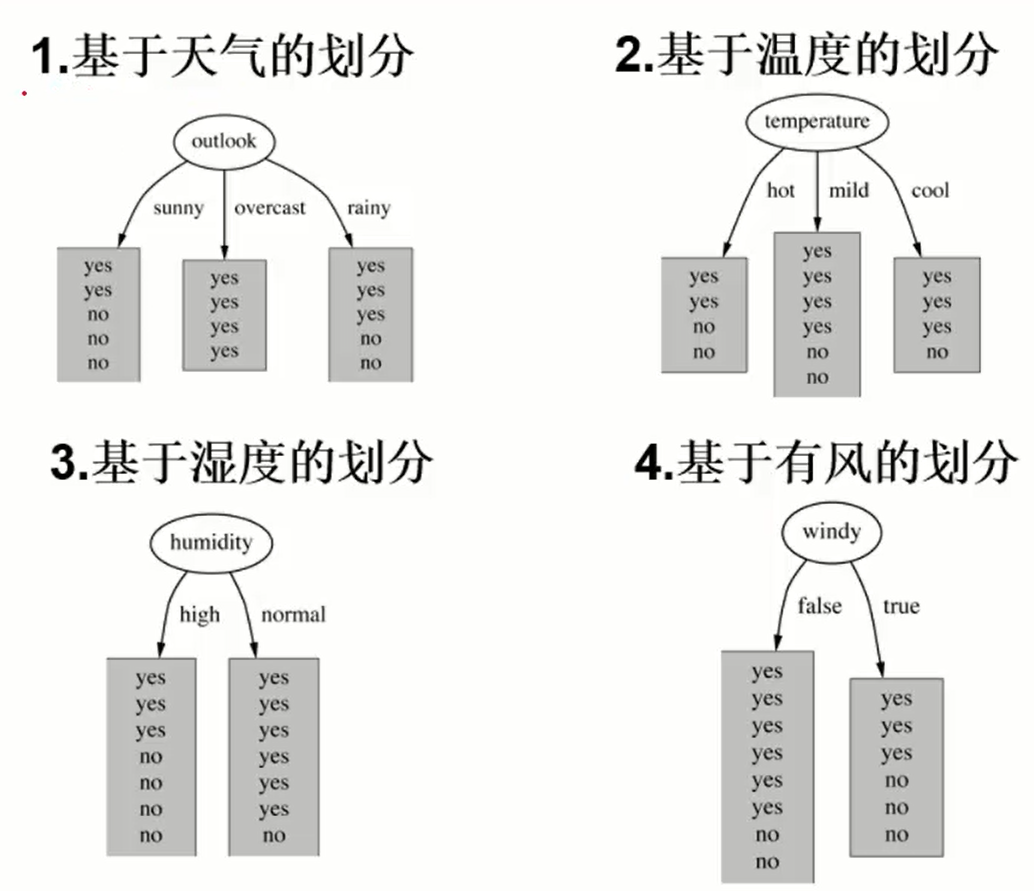 1.基于天气的划分
outlook
sunny
overcast
rainy
yes
yes
no
no
no
yes
yes
yes
yes
yes
yes
yes
no
no
2.基于温度的划分
temperature
hot
mild
cool
yes
yes
no
no
yes
yes
yes
yes
no
no
yes
yes
yes
no
3.基于湿度的划分
humidity
high
normal
yes
yes
yes
no
no
no
no
yes
yes
yes
yes
yes
yes
no
4.基于有风的划分
windy
false
true
yes
yes
yes
yes
yes
yes
no
no
yes
yes
yes
no
no
no